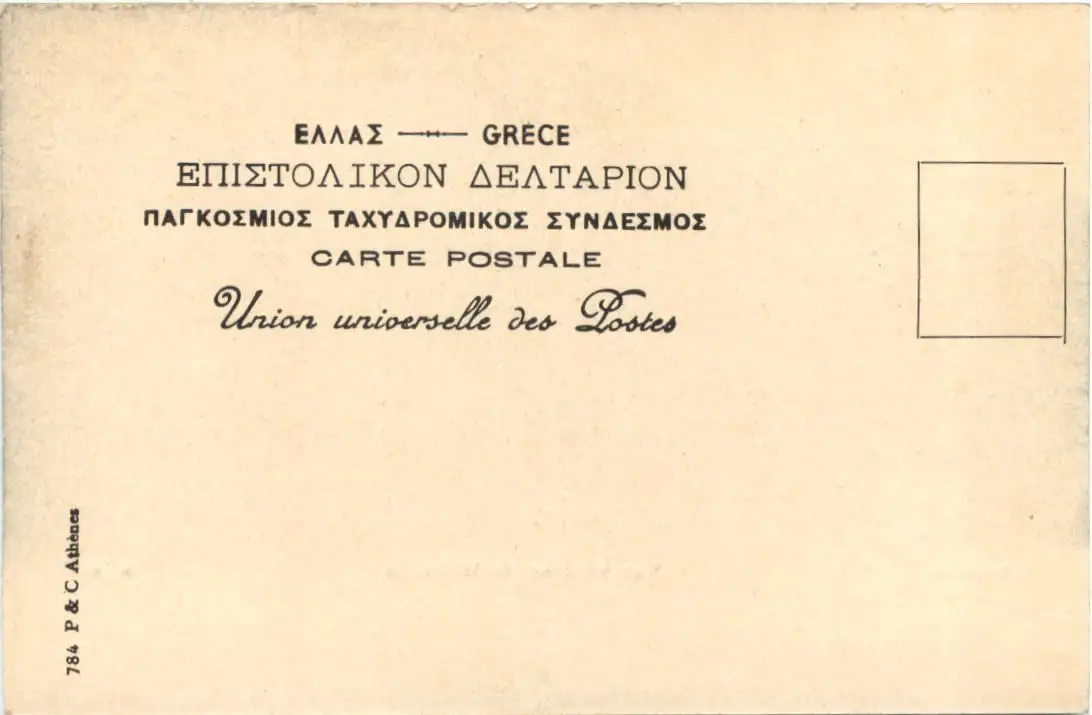 ΕΛΛΑΣ — GRECE
ΕΠΙΣΤΟΛΙΚΟΝ ΔΕΛΤΑΡΙΟΝ
ΠΑΓΚΟΣΜΙΟΣ ΤΑΧΥΔΡΟΜΙΚΟΣ ΣΥΝΔΕΣΜΟΣ
CARTE POSTALE
Union universelle des Postes
784 P & C Athènes